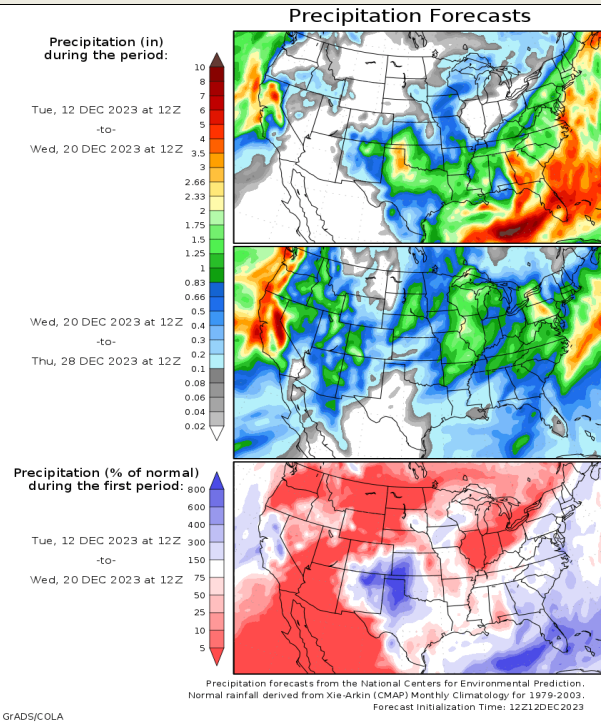 Precipitation Forecasts
Precipitation (in)
during the period:
Tue, 12 DEC 2023 at 12Z
-to-
Wed, 20 DEC 2023 at 12Z
10
8
7
6
5
4
3.5
3
2.66
2.33
2
1.75
1.5
1.25
1
0.83
0.66
0.5
0.4
0.3
0.2
0.1
0.08
0.06
0.04
0.02
Wed, 20 DEC 2023 at 12Z
-to-
Thu, 28 DEC 2023 at 12Z
Precipitation (% of normal)
during the first period:
Tue, 12 DEC 2023 at 12Z
-to-
Wed, 20 DEC 2023 at 12Z
800
600
400
300
150
75
50
25
10
5
Precipitation forecasts from the National Centers for Environmental Prediction.
Normal rainfall derived from Xie-Arkin (CMAP) Monthly Climatology for 1979-2003.
Forecast Initialization Time: 12Z12DEC2023
GrADS/COLA